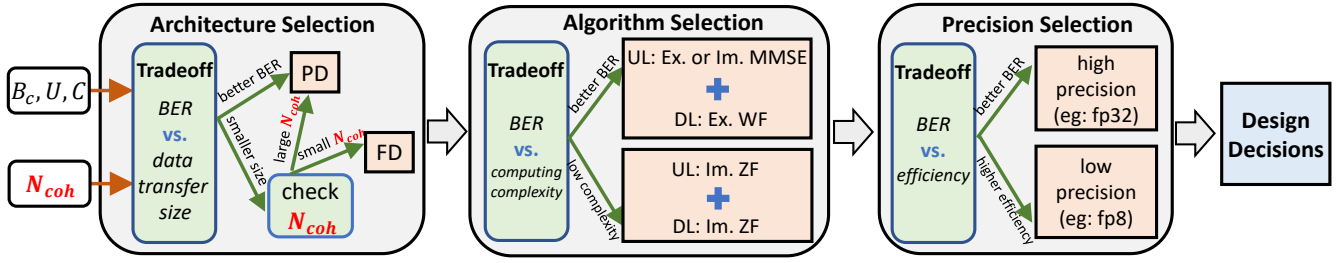 Architecture Selection
B_c, U, C
N_coh
Tradeoff
BER
vs.
data
transfer
size
better BER
smaller size
PD
large N_coh
small N_coh
FD
check
N_coh
Algorithm Selection
Tradeoff
BER
vs.
computing
complexity
better BER
low complexity
UL: Ex. or Im. MMSE
+
DL: Ex. WF
UL: Im. ZF
+
DL: Im. ZF
Precision Selection
Tradeoff
BER
vs.
efficiency
better BER
higher efficiency
high
precision
(eg: fp32)
low
precision
(eg: fp8)
Design
Decisions